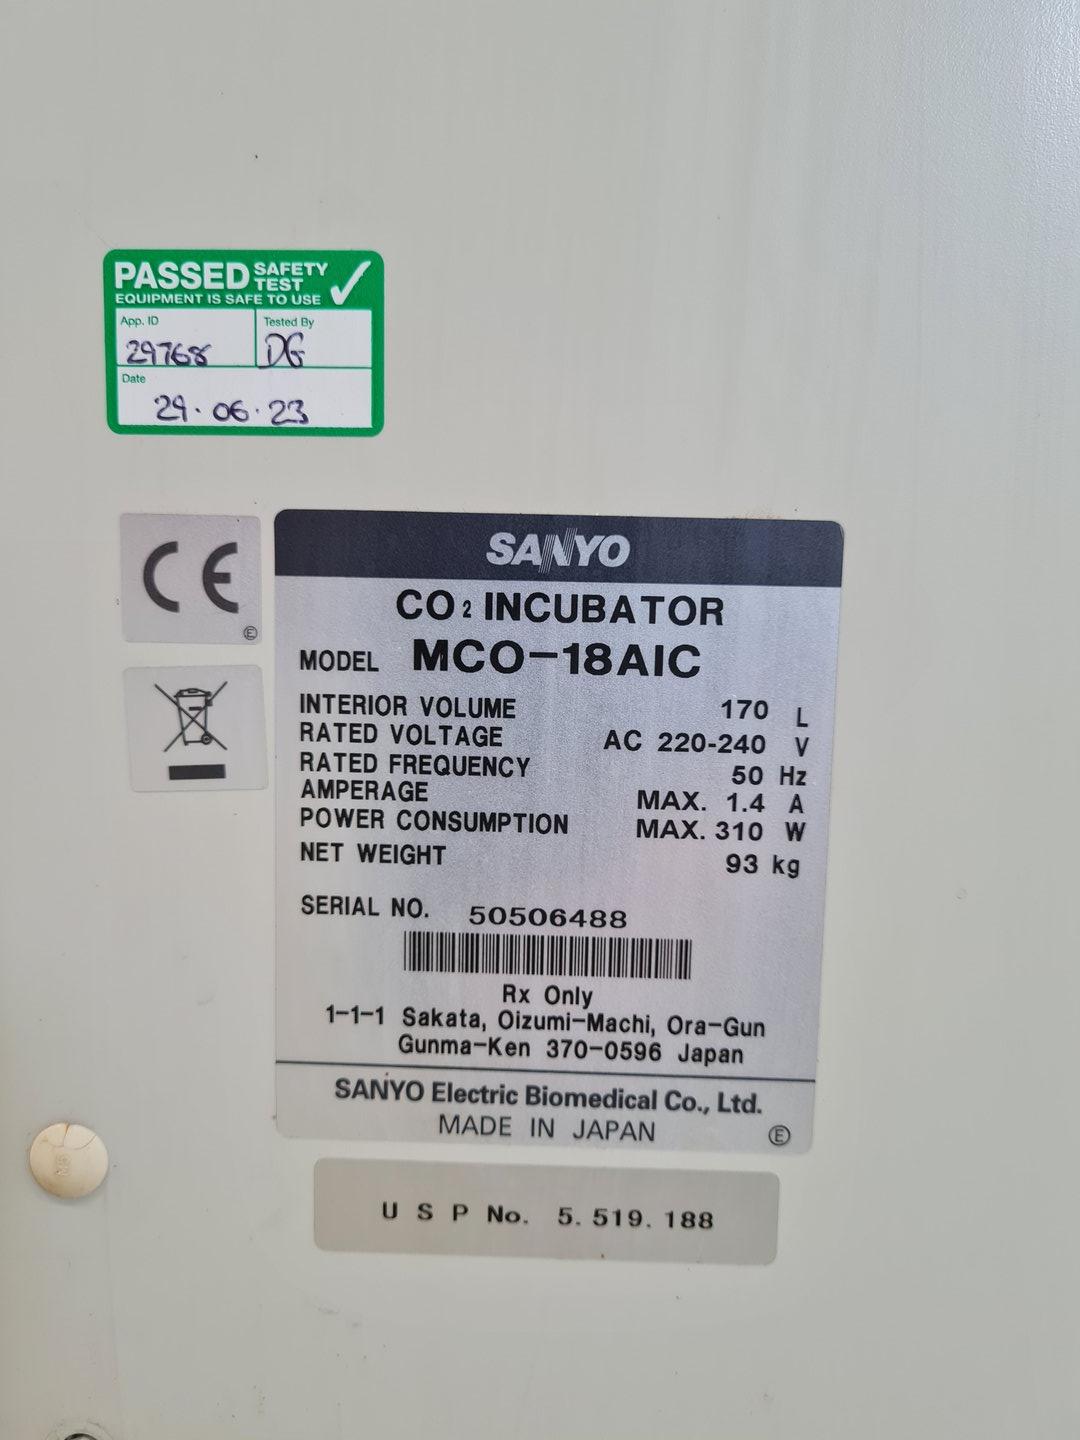 PASSED SAFETY TEST
EQUIPMENT IS SAFE TO USE
App. ID
29768
Tested By
DG
Date
29.06.23
CE
E
SANYO
CO2 INCUBATOR
MODEL MCO-18AIC
INTERIOR VOLUME 170 L
RATED VOLTAGE AC 220-240 V
RATED FREQUENCY 50 Hz
AMPERAGE MAX. 1.4 A
POWER CONSUMPTION MAX. 310 W
NET WEIGHT 93 kg
SERIAL NO. 50506488
Rx Only
1-1-1 Sakata, Oizumi-Machi, Ora-Gun
Gunma-Ken 370-0596 Japan
SANYO Electric Biomedical Co., Ltd.
MADE IN JAPAN
E
U S P No. 5. 519. 188